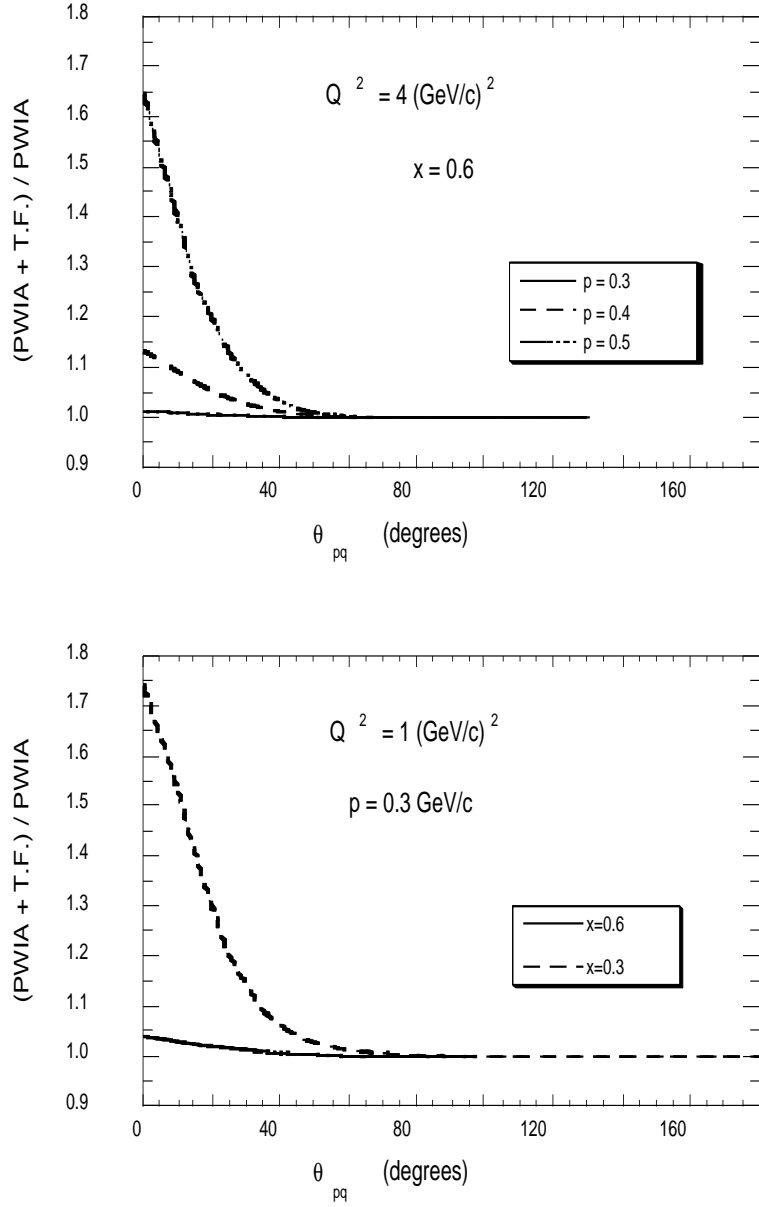 1.8
1.7
1.6
1.5
1.4
1.3
1.2
1.1
1.0
0.9
(PWIA + T.F.) / PWIA
Q 2 = 4 (GeV/c) 2
x = 0.6
p = 0.3
p = 0.4
p = 0.5
0 40 80 120 160
θ pq (degrees)
1.8
1.7
1.6
1.5
1.4
1.3
1.2
1.1
1.0
0.9
(PWIA + T.F.) / PWIA
Q 2 = 1 (GeV/c) 2
p = 0.3 GeV/c
x=0.6
x=0.3
0 40 80 120 160
θ pq (degrees)